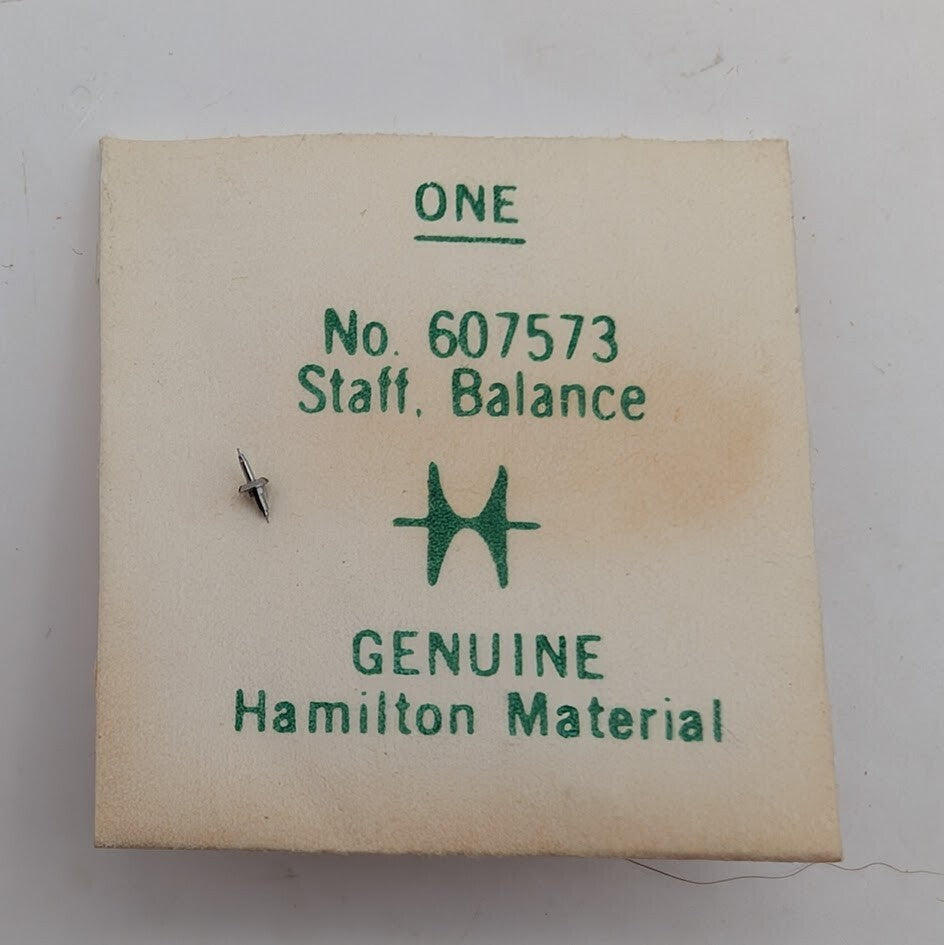 ONE
No. 607573
Staff, Balance
GENUINE
Hamilton Material